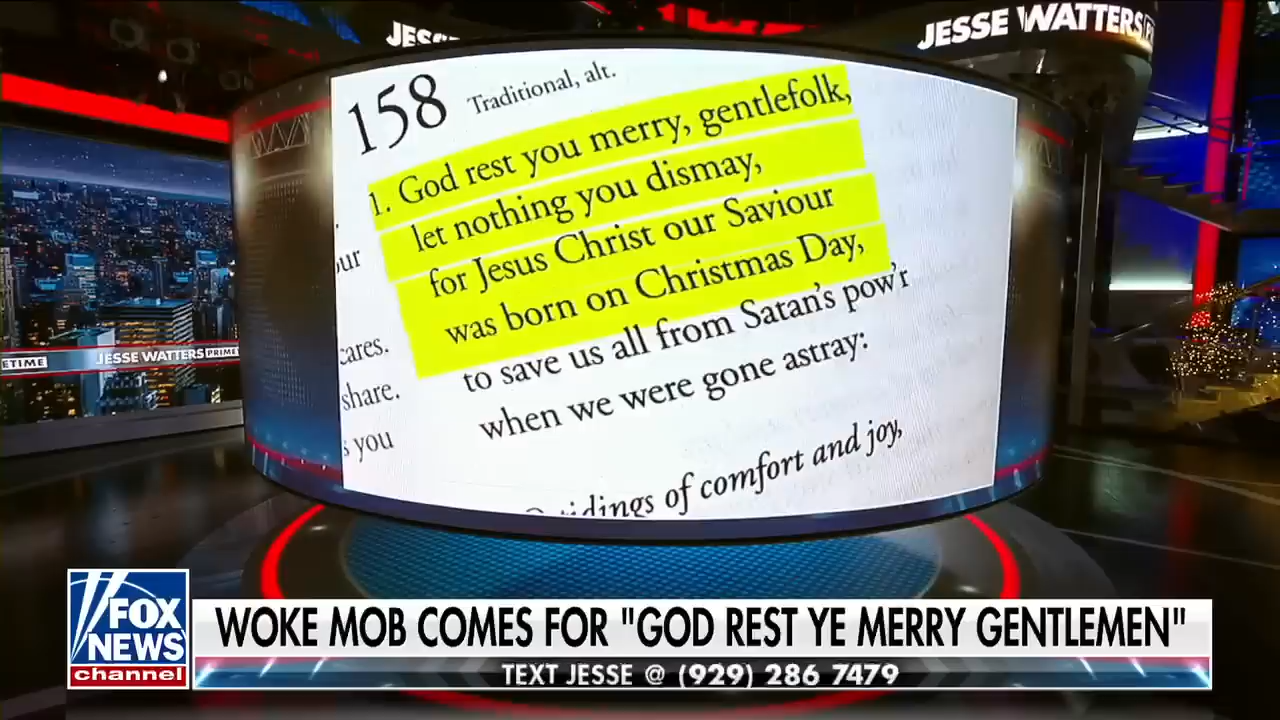 JESSE WATTERS
158 Traditional, alt.
1. God rest you merry, gentlefolk,
let nothing you dismay,
for Jesus Christ our Saviour
was born on Christmas Day,
to save us all from Satan's pow'r
when we were gone astray:
of comfort and joy,
cares.
share.
you
JESSE WATTERS PRIME
FOX
NEWS
channel
WOKE MOB COMES FOR "GOD REST YE MERRY GENTLEMEN"
TEXT JESSE @ (929) 286 7479